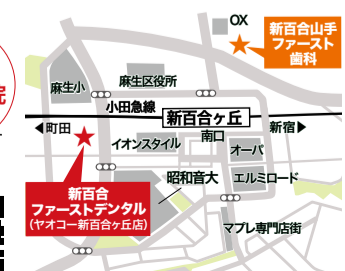 院
OX
新百合山手
ファースト
歯科
麻生小
麻生区役所
小田急線
新百合ヶ丘
◀町田
新宿▶
南口
イオンスタイル
オーパ
新百合
ファーストデンタル
(ヤオコー新百合ヶ丘店)
昭和音大
エルミロード
マプレ専門店街